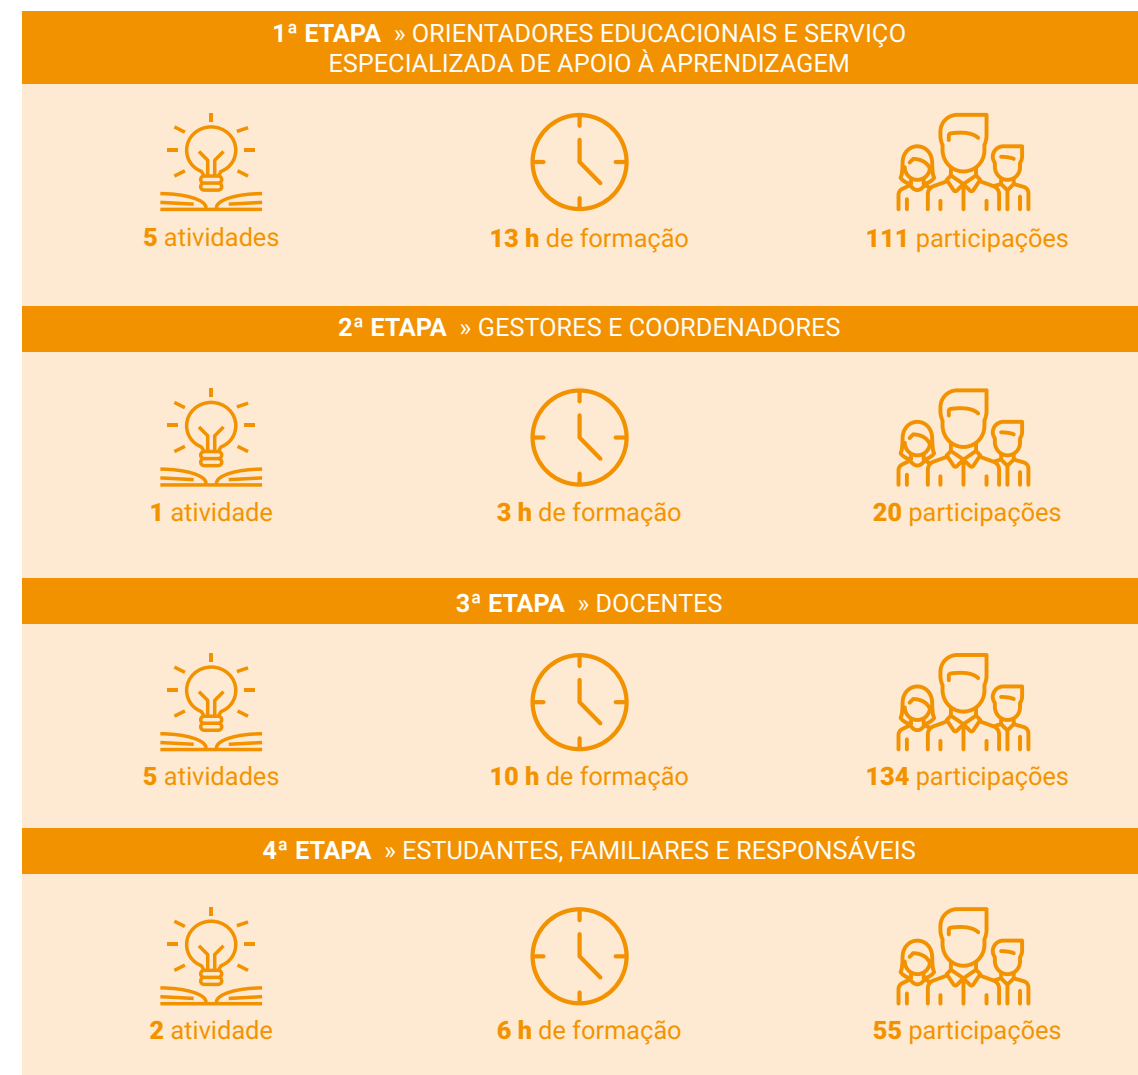 1ª ETAPA » ORIENTADORES EDUCACIONAIS E SERVIÇO
ESPECIALIZADA DE APOIO À APRENDIZAGEM
5 atividades
13 h de formação
111 participações
2ª ETAPA » GESTORES E COORDENADORES
1 atividade
3 h de formação
20 participações
3ª ETAPA » DOCENTES
5 atividades
10 h de formação
134 participações
4ª ETAPA » ESTUDANTES, FAMILIARES E RESPONSÁVEIS
2 atividade
6 h de formação
55 participações